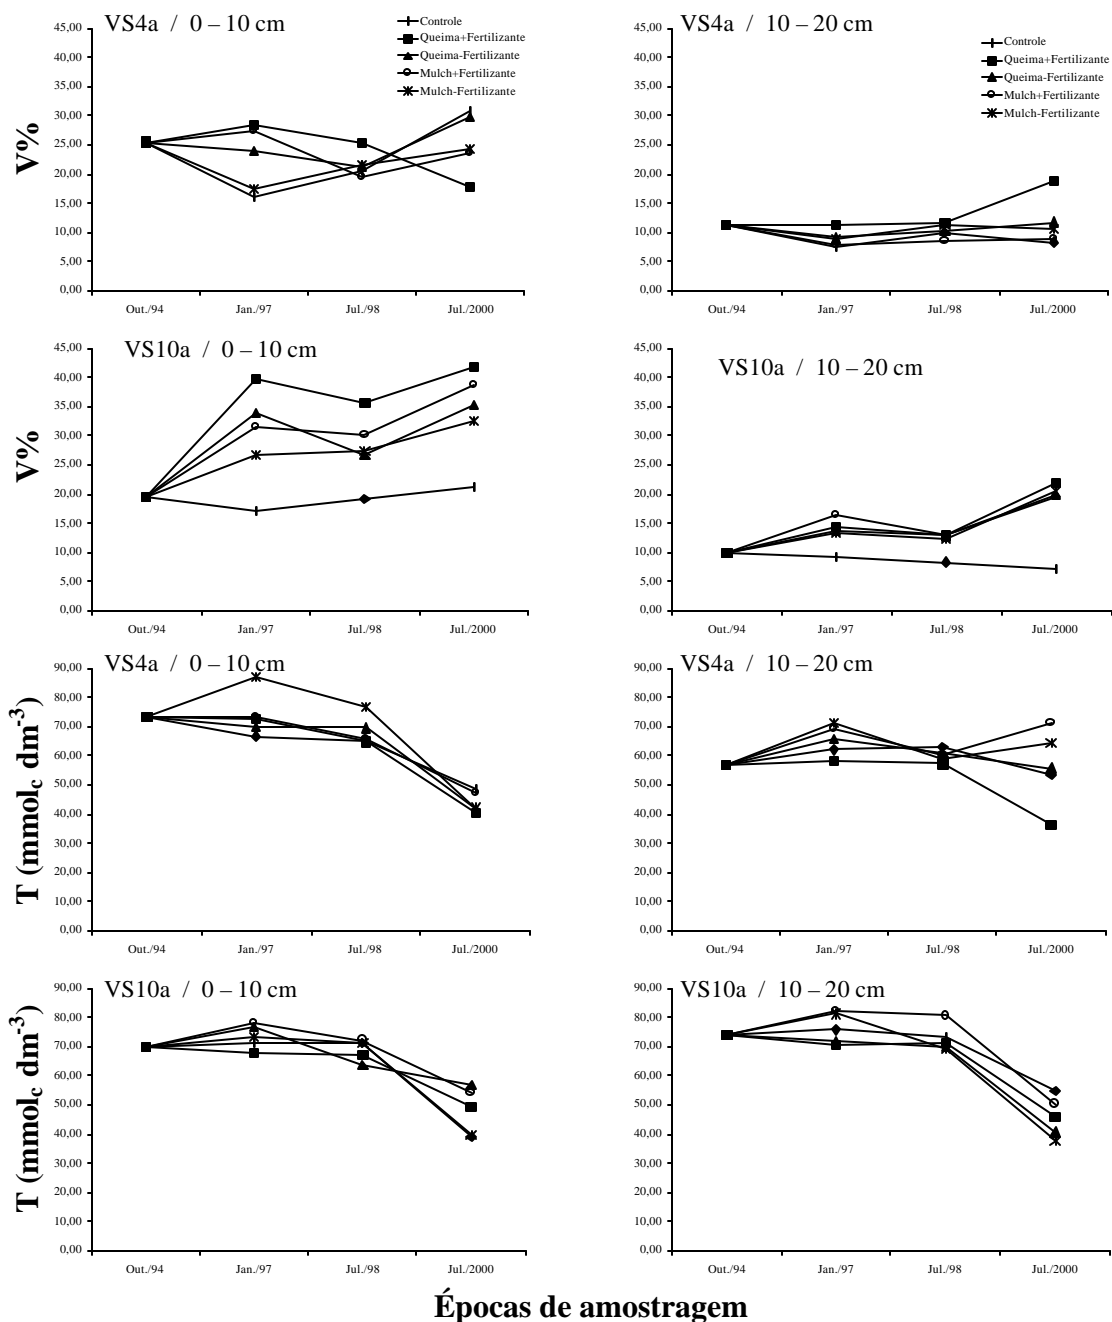 VS4a / 0 – 10 cm
45,00
40,00
35,00
30,00
25,00
20,00
15,00
10,00
5,00
0,00
V%
Controle
Queima+Fertilizante
Queima-Fertilizante
Mulch+Fertilizante
Mulch-Fertilizante
Out./94 Jan./97 Jul./98 Jul./2000
VS4a / 10 – 20 cm
45,00
40,00
35,00
30,00
25,00
20,00
15,00
10,00
5,00
0,00
Controle
Queima+Fertilizante
Queima-Fertilizante
Mulch+Fertilizante
Mulch-Fertilizante
Out./94 Jan./97 Jul./98 Jul./2000
VS10a / 0 – 10 cm
45,00
40,00
35,00
30,00
25,00
20,00
15,00
10,00
5,00
0,00
V%
Out./94 Jan./97 Jul./98 Jul./2000
VS10a / 10 – 20 cm
45,00
40,00
35,00
30,00
25,00
20,00
15,00
10,00
5,00
0,00
Out./94 Jan./97 Jul./98 Jul./2000
VS4a / 0 – 10 cm
90,00
80,00
70,00
60,00
50,00
40,00
30,00
20,00
10,00
0,00
T (mmolc dm-3)
Out./94 Jan./97 Jul./98 Jul./2000
VS4a / 10 – 20 cm
90,00
80,00
70,00
60,00
50,00
40,00
30,00
20,00
10,00
0,00
Out./94 Jan./97 Jul./98 Jul./2000
VS10a / 0 – 10 cm
90,00
80,00
70,00
60,00
50,00
40,00
30,00
20,00
10,00
0,00
T (mmolc dm-3)
Out./94 Jan./97 Jul./98 Jul./2000
VS10a / 10 – 20 cm
90,00
80,00
70,00
60,00
50,00
40,00
30,00
20,00
10,00
0,00
Out./94 Jan./97 Jul./98 Jul./2000
Épocas de amostragem